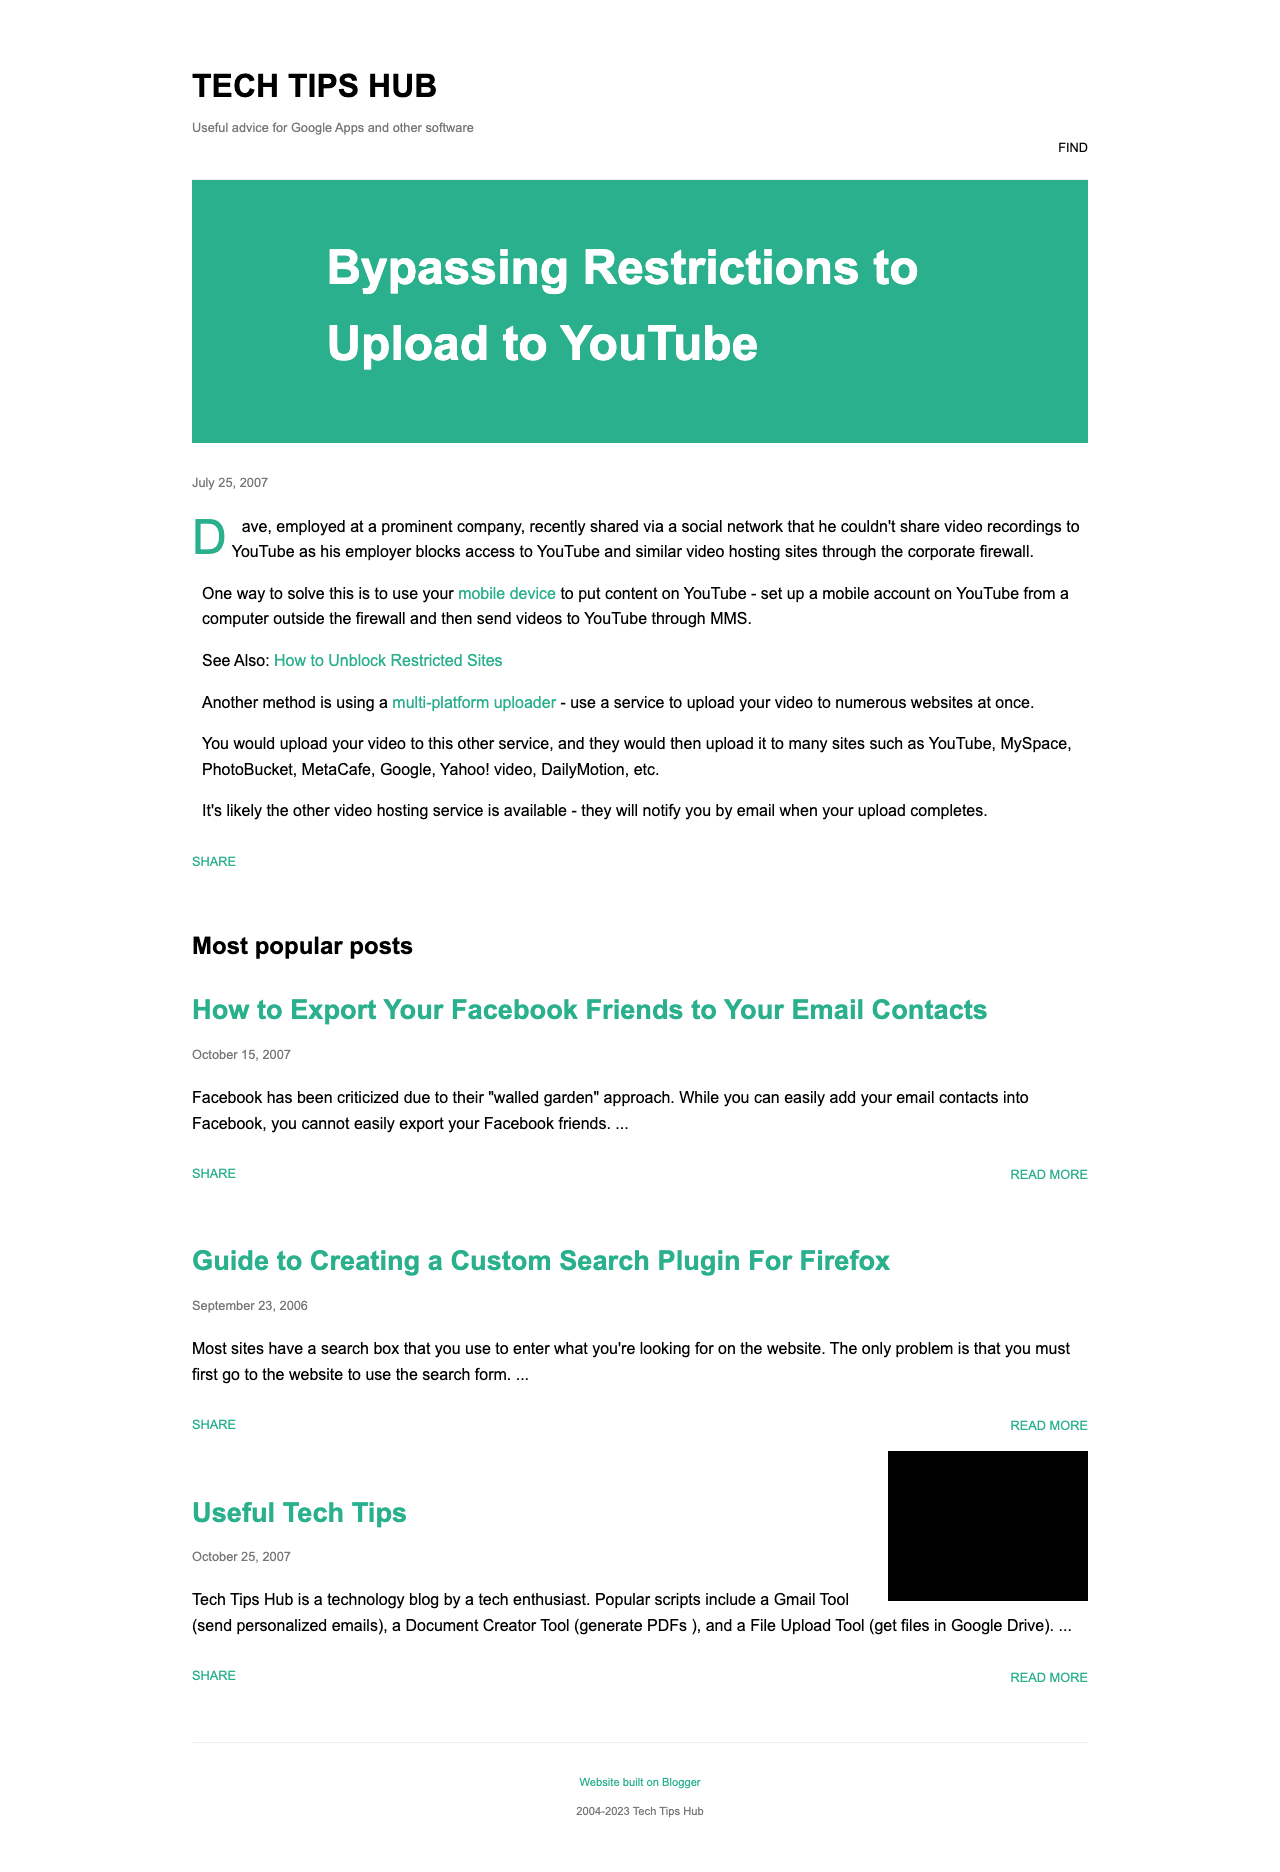 TECH TIPS HUB
Useful advice for Google Apps and other software
FIND
Bypassing Restrictions to
Upload to YouTube
July 25, 2007
Dave, employed at a prominent company, recently shared via a social network that he couldn't share video recordings to
YouTube as his employer blocks access to YouTube and similar video hosting sites through the corporate firewall.
One way to solve this is to use your mobile device to put content on YouTube - set up a mobile account on YouTube from a
computer outside the firewall and then send videos to YouTube through MMS.
See Also: How to Unblock Restricted Sites
Another method is using a multi-platform uploader - use a service to upload your video to numerous websites at once.
You would upload your video to this other service, and they would then upload it to many sites such as YouTube, MySpace,
PhotoBucket, MetaCafe, Google, Yahoo! video, DailyMotion, etc.
It's likely the other video hosting service is available - they will notify you by email when your upload completes.
SHARE
Most popular posts
How to Export Your Facebook Friends to Your Email Contacts
October 15, 2007
Facebook has been criticized due to their "walled garden" approach. While you can easily add your email contacts into
Facebook, you cannot easily export your Facebook friends. ...
SHARE
READ MORE
Guide to Creating a Custom Search Plugin For Firefox
September 23, 2006
Most sites have a search box that you use to enter what you're looking for on the website. The only problem is that you must
first go to the website to use the search form. ...
SHARE
READ MORE
Useful Tech Tips
October 25, 2007
Tech Tips Hub is a technology blog by a tech enthusiast. Popular scripts include a Gmail Tool
(send personalized emails), a Document Creator Tool (generate PDFs ), and a File Upload Tool (get files in Google Drive). ...
SHARE
READ MORE
Website built on Blogger
2004-2023 Tech Tips Hub